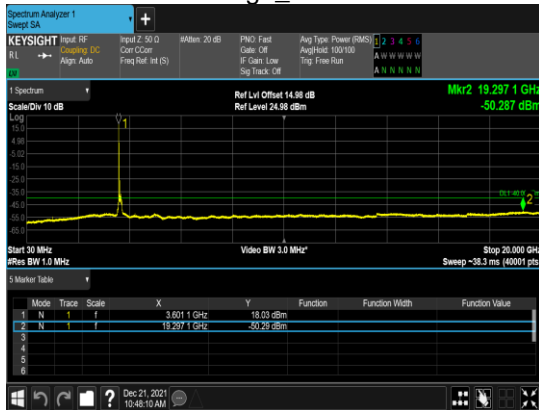 Spectrum Analyzer 1
Swept SA
+
KEYSIGHT Input: RF Input Z: 50 Ω #Atten: 20 dB PNO: Fast Avg Type: Power (RMS) 1 2 3 4 5 6
RL Coupling: DC Corr CCorr Gate: Off Avg|Hold: 100/100 A W W W W W
Align: Auto Freq Ref: Int (S) IF Gain: Low Trig: Free Run A N N N N N
Sig Track: Off
1 Spectrum Ref Lvl Offset 14.98 dB Mkr2 19.297 1 GHz
Scale/Div 10 dB Ref Level 24.98 dBm -50.287 dBm
Log
15.0
4.98
-5.02
-15.0
-25.0
-35.0
-45.0
-55.0
-65.0
1
2
Start 30 MHz Video BW 3.0 MHz* Stop 20.000 GHz
#Res BW 1.0 MHz Sweep ~38.3 ms (40001 pts
5 Marker Table
Mode Trace Scale X Y Function Function Width Function Value
1 N 1 f 3.601 1 GHz 18.03 dBm
2 N 1 f 19.297 1 GHz -50.29 dBm
3
4
5
6
? Dec 21, 2021
10:48:10 AM